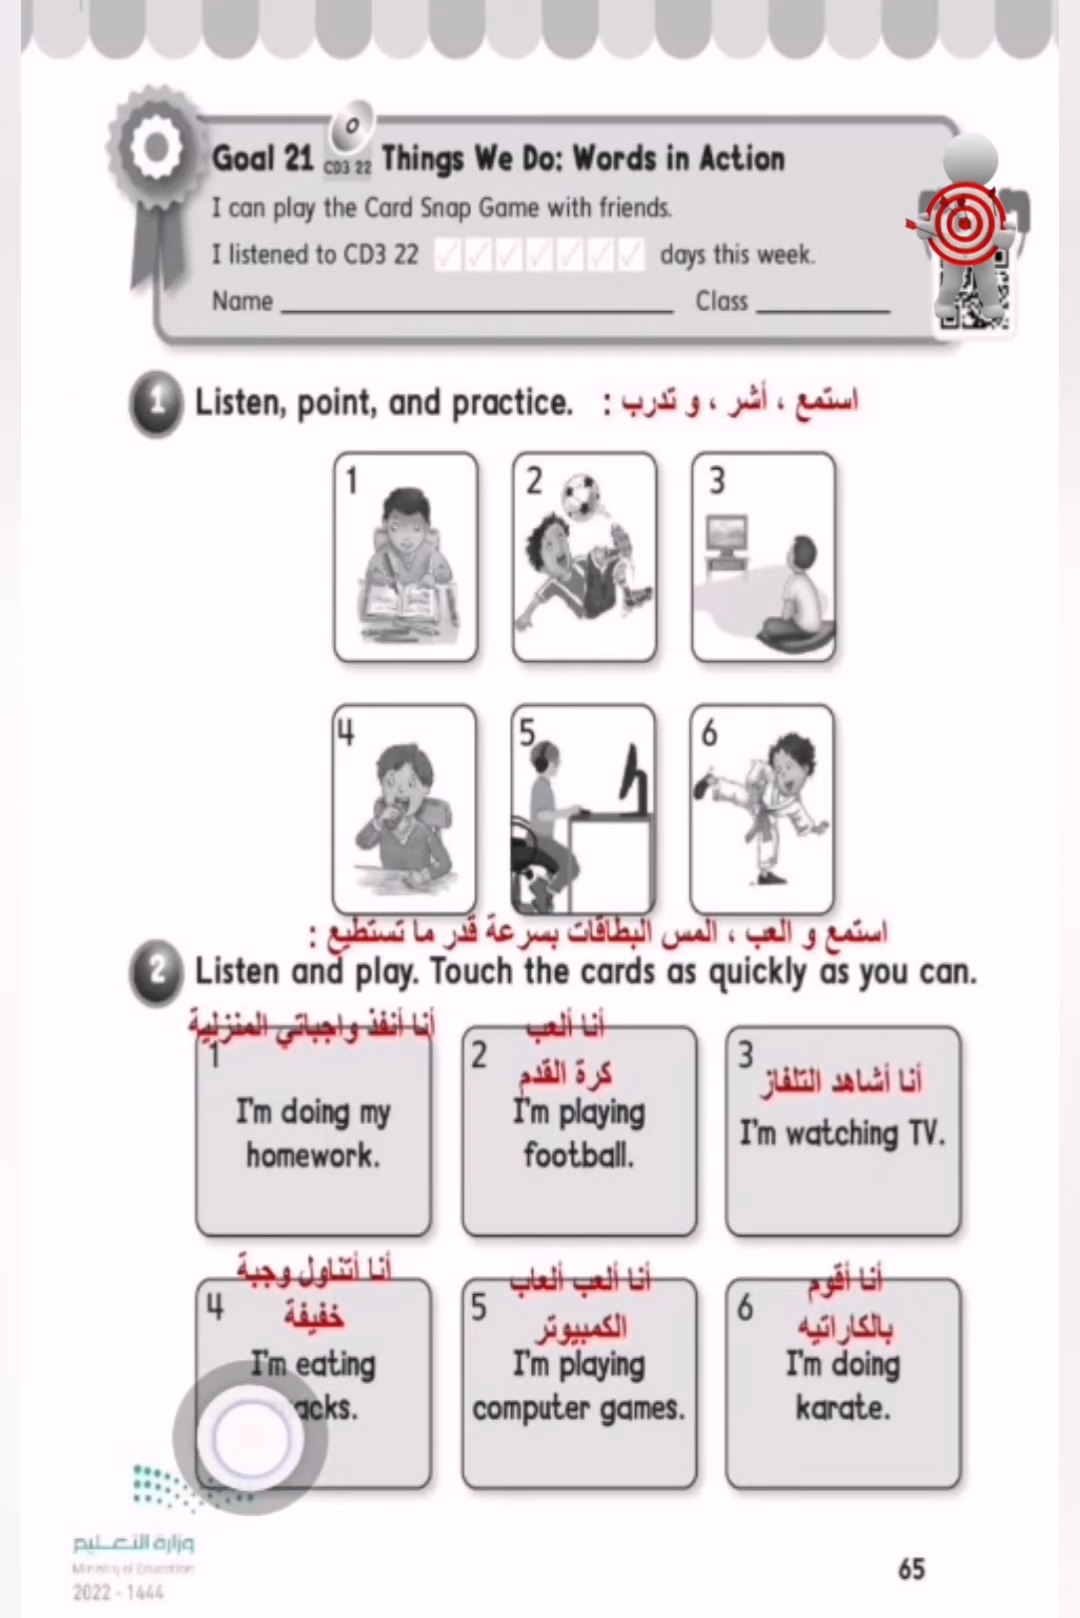 Goal 21 CD3 22 Things We Do: Words in Action
I can play the Card Snap Game with friends.
I listened to CD3 22 days this week.
Name Class
1 Listen, point, and practice. استمع ، أشر ، و تدرب :
1 2 3
4 5 6
استمع و العب ، المس البطاقات بسرعة قدر ما تستطيع :
2 Listen and play. Touch the cards as quickly as you can.
أنا أنفذ واجباتي المنزلية
1
I'm doing my
homework.
أنا ألعب
2
كرة القدم
I'm playing
football.
3
أنا أشاهد التلفاز
I'm watching TV.
أنا أتناول وجبة
4
خفيفة
I'm eating
أنا ألعب ألعاب
5
الكمبيوتر
I'm playing
computer games.
أنا أقوم
6
بالكاراتيه
I'm doing
karate.
وزارة التعليم
Ministry of Education
2022 - 1444
65